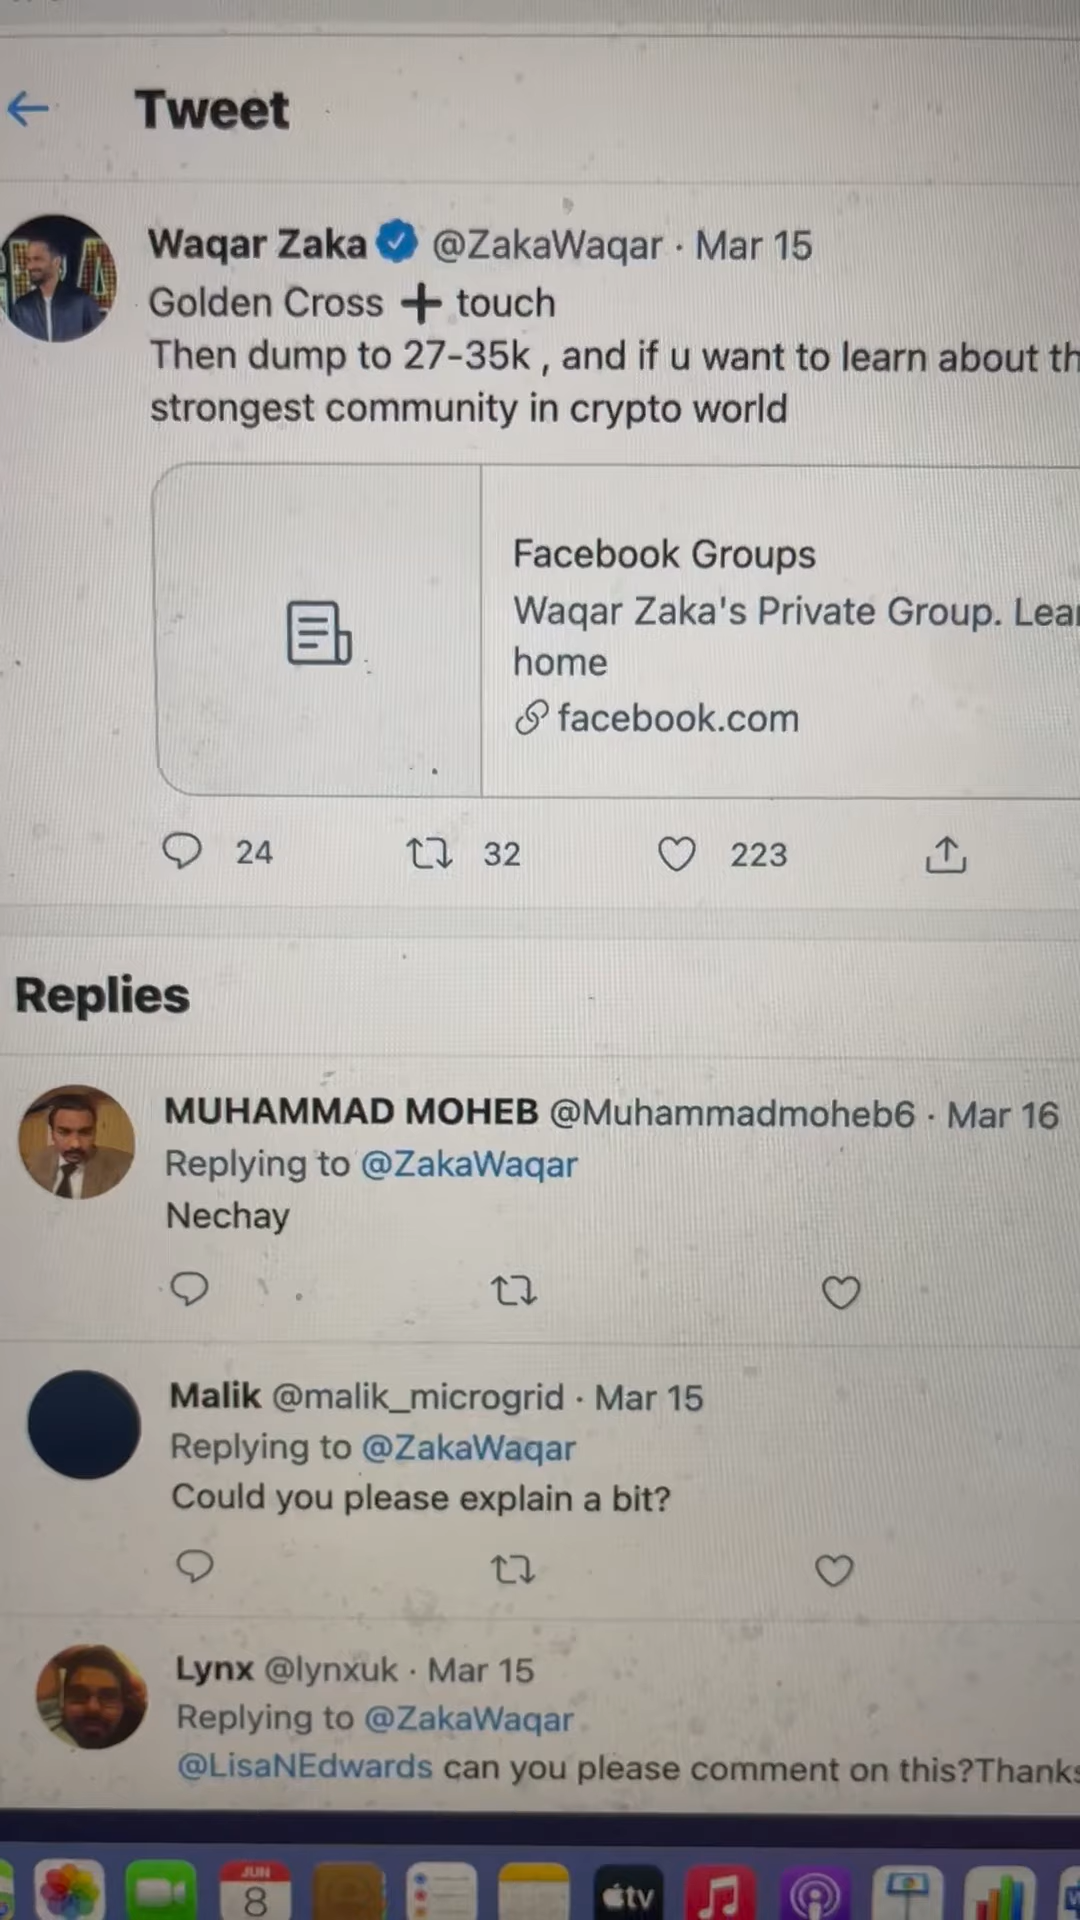 Tweet
Waqar Zaka @ZakaWaqar · Mar 15
Golden Cross ➕ touch
Then dump to 27-35k , and if u want to learn about
strongest community in crypto world
Facebook Groups
Waqar Zaka's Private Group.
home
facebook.com
24 32 223
Replies
MUHAMMAD MOHEB @Muhammadmoheb6 · Mar 16
Replying to @ZakaWaqar
Nechay
Malik @malik_microgrid · Mar 15
Replying to @ZakaWaqar
Could you please explain a bit?
Lynx @lynxuk · Mar 15
Replying to @ZakaWaqar
@LisaNEdwards can you please comment on this?Thanks
JUN
8
tv